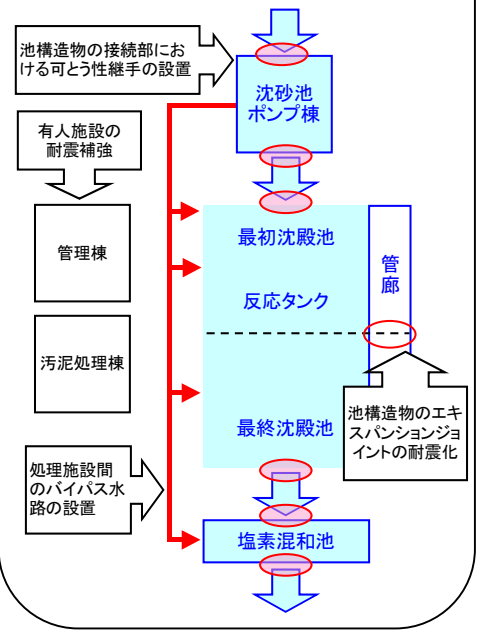 池構造物の接続部にお
ける可とう性継手の設置
沈砂池
ポンプ棟
有人施設の
耐震補強
管理棟
最初沈殿池
管
廊
反応タンク
汚泥処理棟
池構造物のエキ
スパンションジョ
イントの耐震化
最終沈殿池
処理施設間
のバイパス水
路の設置
塩素混和池